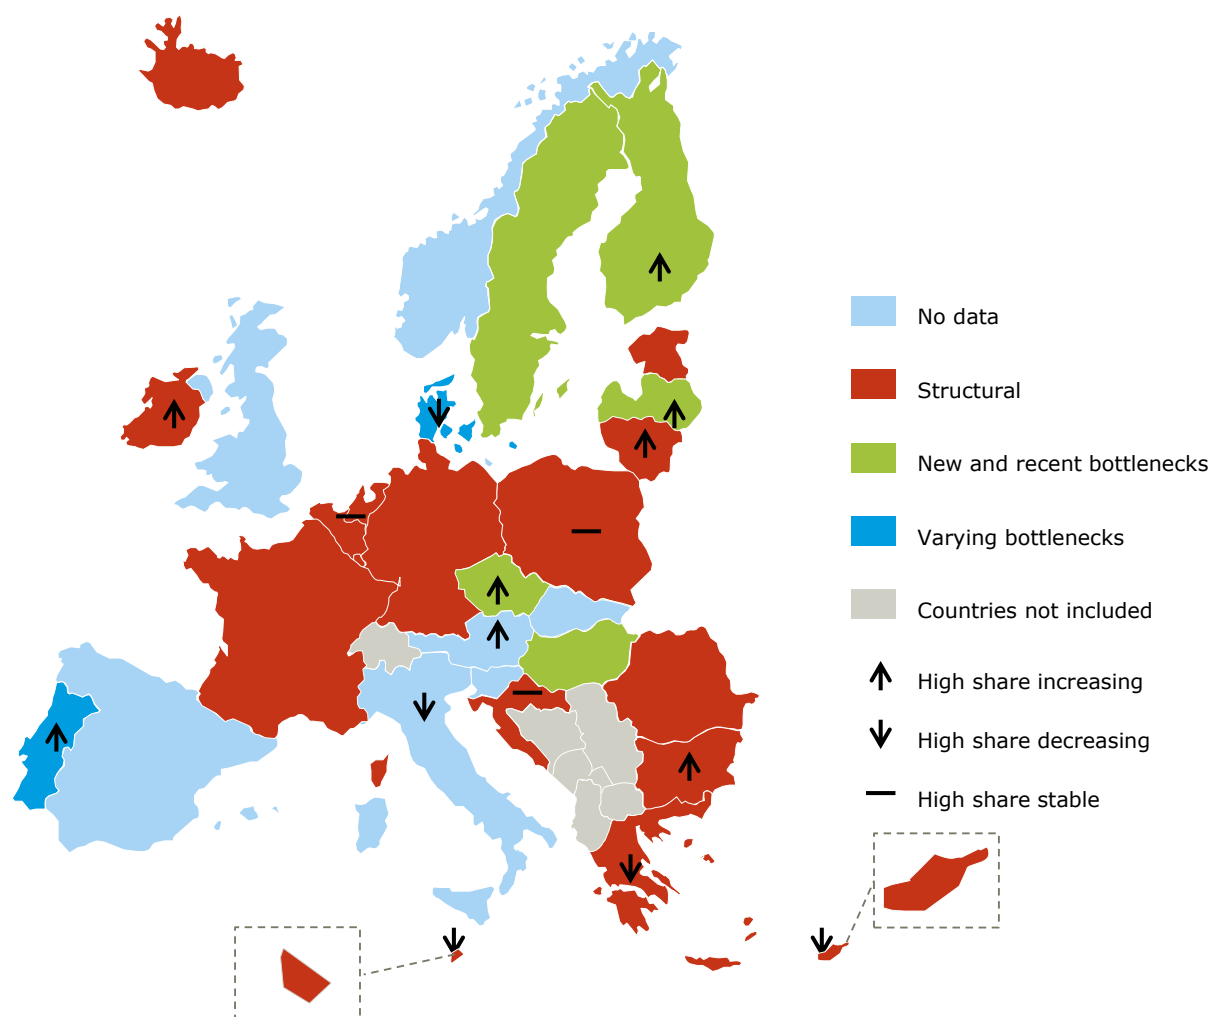 No data
Structural
New and recent bottlenecks
Varying bottlenecks
Countries not included
High share increasing
High share decreasing
High share stable